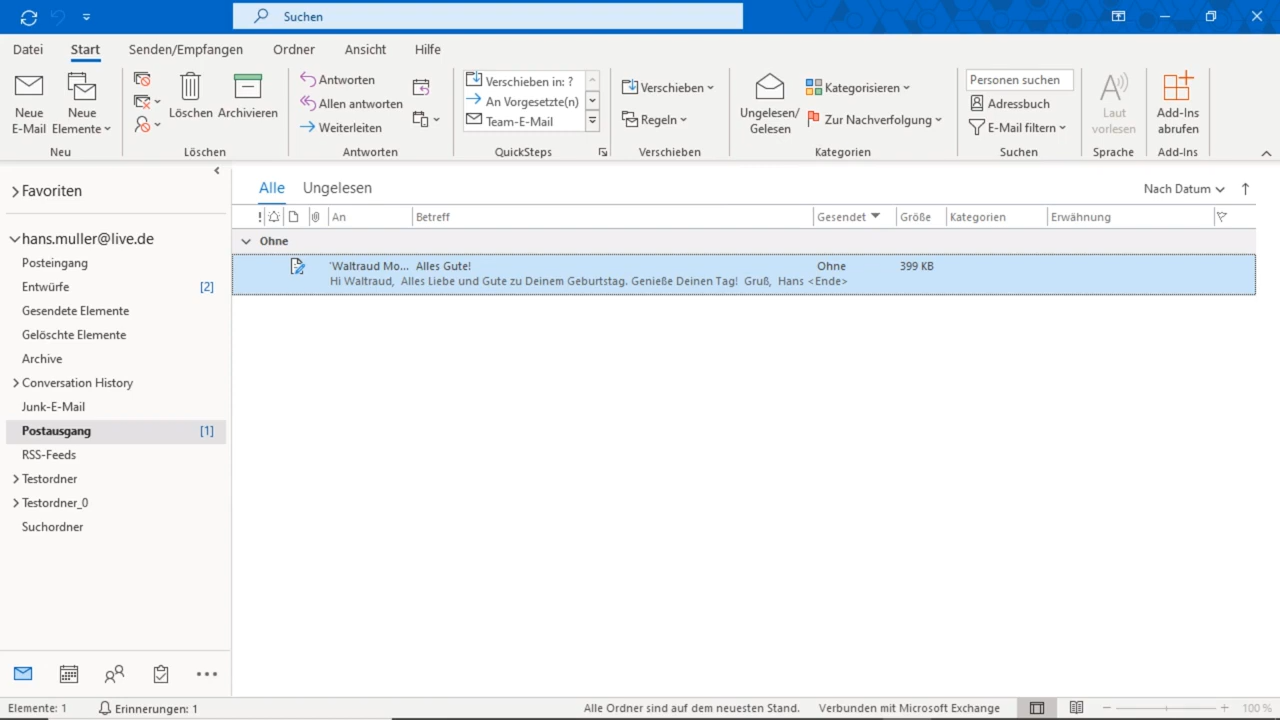 Suchen
Datei Start Senden/Empfangen Ordner Ansicht Hilfe
Neue E-Mail
Neue Elemente
Neu
Löschen
Archivieren
Löschen
Antworten
Allen antworten
Weiterleiten
Antworten
Verschieben in: ?
An Vorgesetzte(n)
Team-E-Mail
QuickSteps
Verschieben
Regeln
Verschieben
Ungelesen/ Gelesen
Kategorisieren
Zur Nachverfolgung
Kategorien
Personen suchen
Adressbuch
E-Mail filtern
Suchen
Laut vorlesen
Sprache
Add-Ins abrufen
Add-Ins
Favoriten
hans.muller@live.de
Posteingang
Entwürfe [2]
Gesendete Elemente
Gelöschte Elemente
Archive
Conversation History
Junk-E-Mail
Postausgang [1]
RSS-Feeds
Testordner
Testordner_0
Suchordner
Alle Ungelesen Nach Datum
! An Betreff Gesendet Größe Kategorien Erwähnung
Ohne
'Waltraud Mo... Alles Gute! Ohne 399 KB
Hi Waltraud, Alles Liebe und Gute zu Deinem Geburtstag. Genieße Deinen Tag! Gruß, Hans <Ende>
Elemente: 1 Erinnerungen: 1 Alle Ordner sind auf dem neuesten Stand. Verbunden mit Microsoft Exchange 100 %